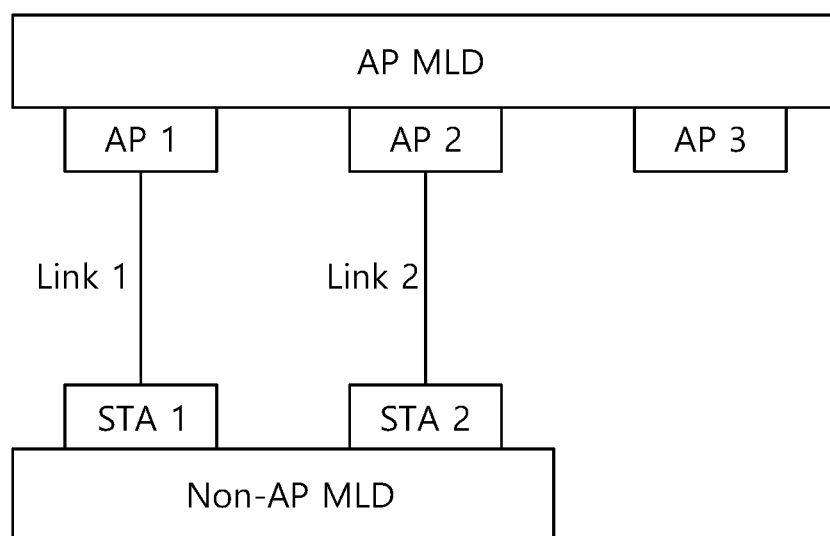 AP MLD
AP 1
AP 2
AP 3
Link 1
Link 2
STA 1
STA 2
Non-AP MLD